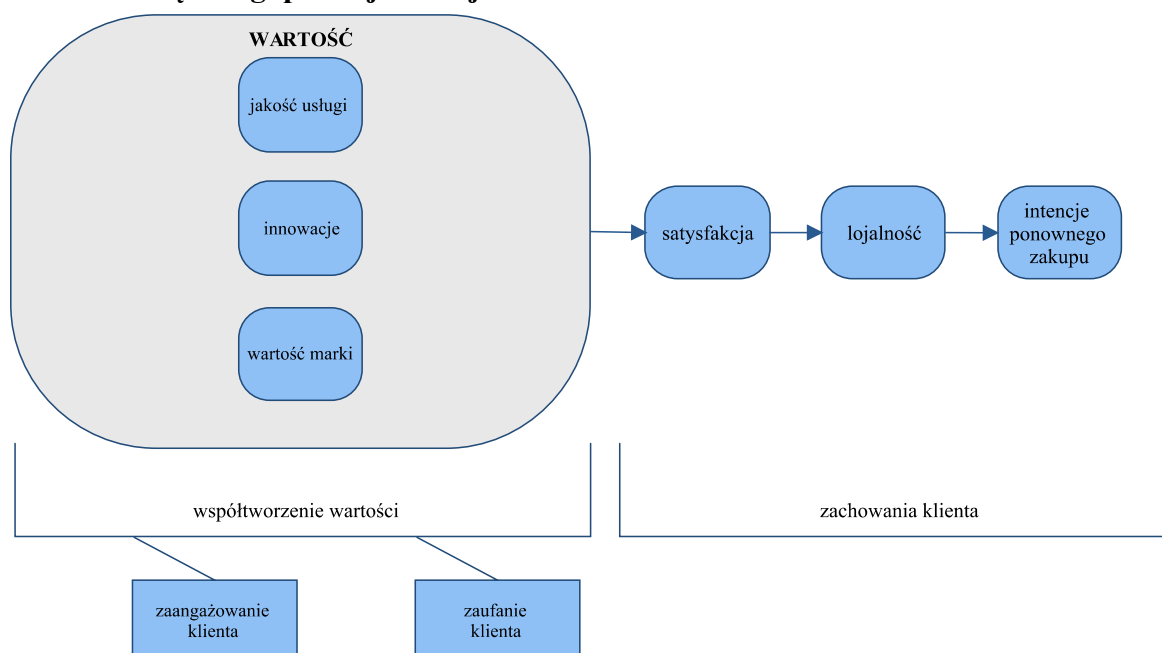 WARTOŚĆ
jakość usługi
innowacje
wartość marki
satysfakcja
lojalność
intencje
ponownego
zakupu
współtworzenie wartości
zachowania klienta
zaangażowanie
klienta
zaufanie
klienta